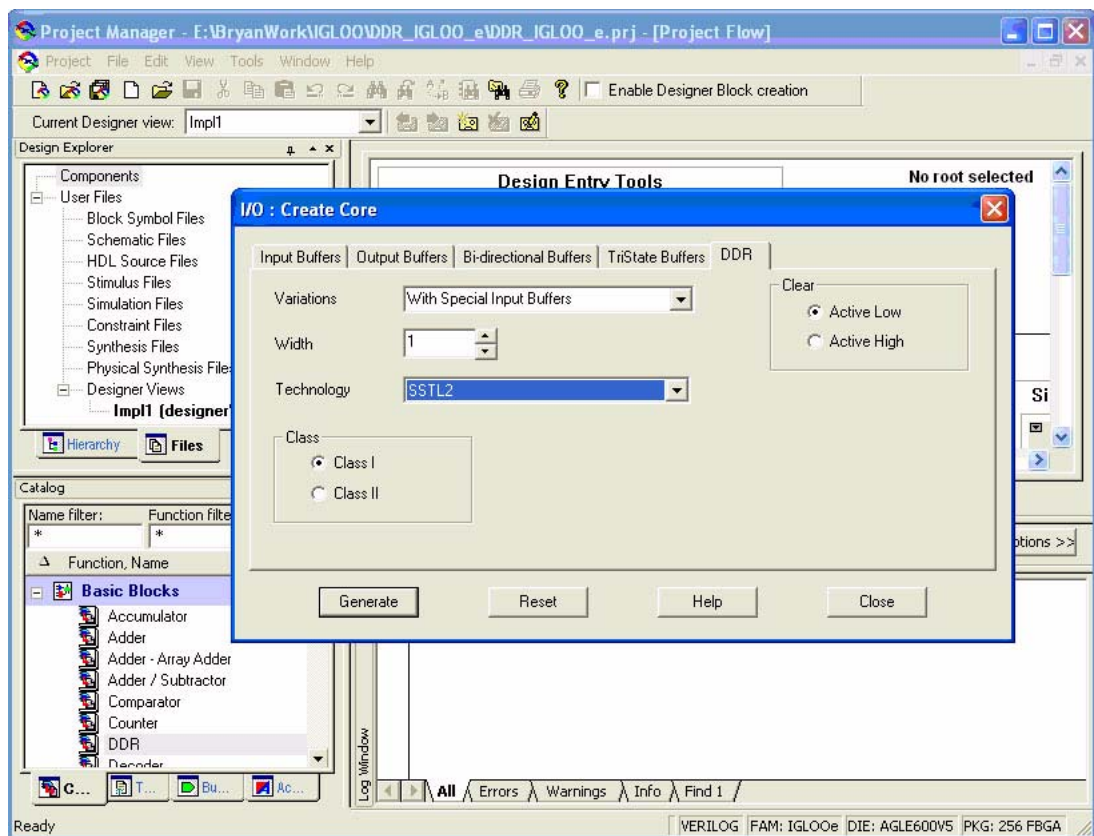 Project Manager - E:\BryanWork\IGLOO\DDR_IGLOO_e\DDR_IGLOO_e.prj - [Project Flow]
Project File Edit View Tools Window Help
Enable Designer Block creation
Current Designer view: Impl1
Design Explorer
Components
User Files
Block Symbol Files
Schematic Files
HDL Source Files
Stimulus Files
Simulation Files
Constraint Files
Synthesis Files
Physical Synthesis File
Designer Views
Impl1 (designer
Hierarchy Files
Design Entry Tools
No root selected
Si
I/O : Create Core
Input Buffers Output Buffers Bi-directional Buffers TriState Buffers DDR
Variations With Special Input Buffers
Width 1
Technology SSTL2
Class
Class I
Class II
Clear
Active Low
Active High
Generate Reset Help Close
ptions >>
Catalog
Name filter: Function filte
* *
Function, Name
Basic Blocks
Accumulator
Adder
Adder - Array Adder
Adder / Subtractor
Comparator
Counter
DDR
Decoder
C... T... Bu... Ac...
Log Window
All Errors Warnings Info Find 1
Ready
VERILOG FAM: IGLOOe DIE: AGLE600V5 PKG: 256 FBGA